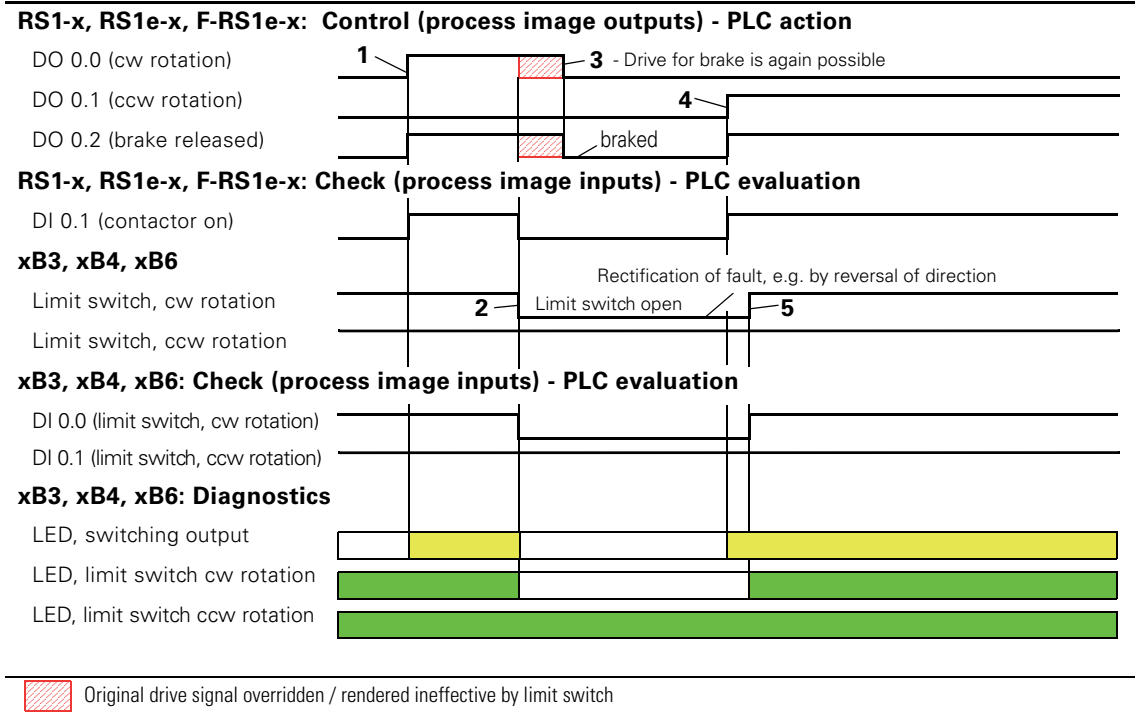 RS1-x, RS1e-x, F-RS1e-x: Control (process image outputs) - PLC action
DO 0.0 (cw rotation)
1
3 - Drive for brake is again possible
DO 0.1 (ccw rotation)
4
DO 0.2 (brake released)
braked
RS1-x, RS1e-x, F-RS1e-x: Check (process image inputs) - PLC evaluation
DI 0.1 (contactor on)
xB3, xB4, xB6
Rectification of fault, e.g. by reversal of direction
Limit switch, cw rotation
2
Limit switch open
5
Limit switch, ccw rotation
xB3, xB4, xB6: Check (process image inputs) - PLC evaluation
DI 0.0 (limit switch, cw rotation)
DI 0.1 (limit switch, ccw rotation)
xB3, xB4, xB6: Diagnostics
LED, switching output
LED, limit switch cw rotation
LED, limit switch ccw rotation
Original drive signal overridden / rendered ineffective by limit switch